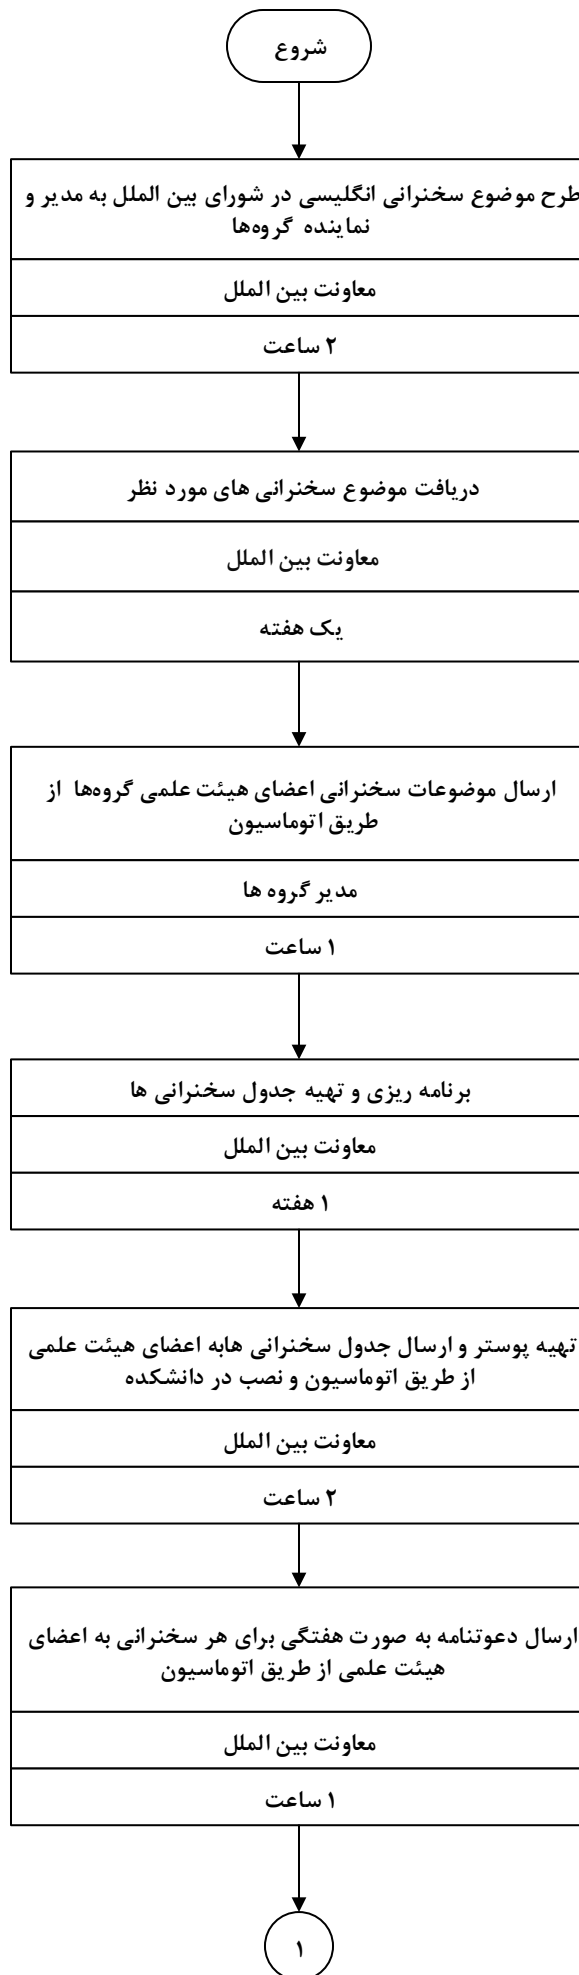 شروع
طرح موضوع سخنرانی انگلیسی در شورای بین الملل به مدیر و
نماینده گروه‌ها
معاونت بین الملل
۲ ساعت
دریافت موضوع سخنرانی های مورد نظر
معاونت بین الملل
یک هفته
ارسال موضوعات سخنرانی اعضای هیئت علمی گروه‌ها از
طریق اتوماسیون
مدیر گروه ها
۱ ساعت
برنامه ریزی و تهیه جدول سخنرانی ها
معاونت بین الملل
۱ هفته
تهیه پوستر و ارسال جدول سخنرانی هابه اعضای هیئت علمی
از طریق اتوماسیون و نصب در دانشکده
معاونت بین الملل
۲ ساعت
ارسال دعوتنامه به صورت هفتگی برای هر سخنرانی به اعضای
هیئت علمی از طریق اتوماسیون
معاونت بین الملل
۱ ساعت
۱